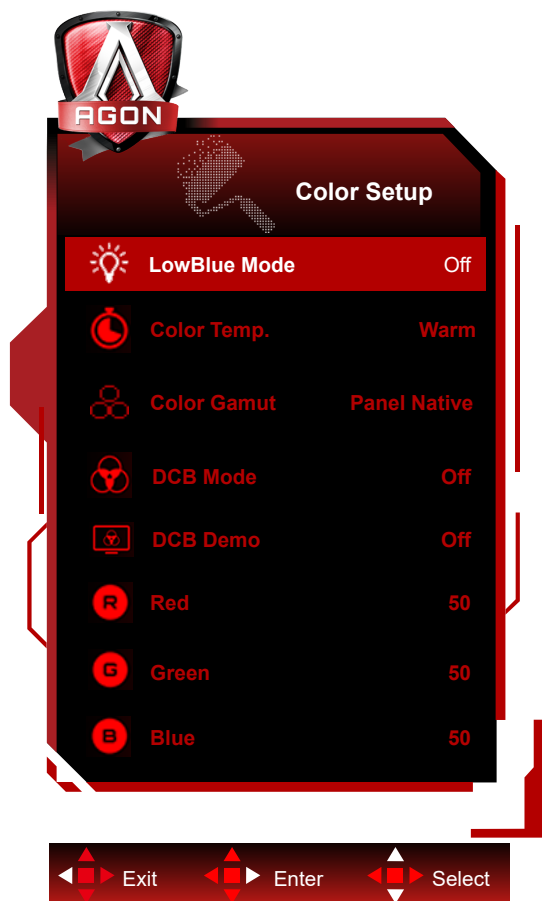 AGON
Color Setup
LowBlue Mode Off
Color Temp. Warm
Color Gamut Panel Native
DCB Mode Off
DCB Demo Off
R Red 50
G Green 50
B Blue 50
Exit Enter Select